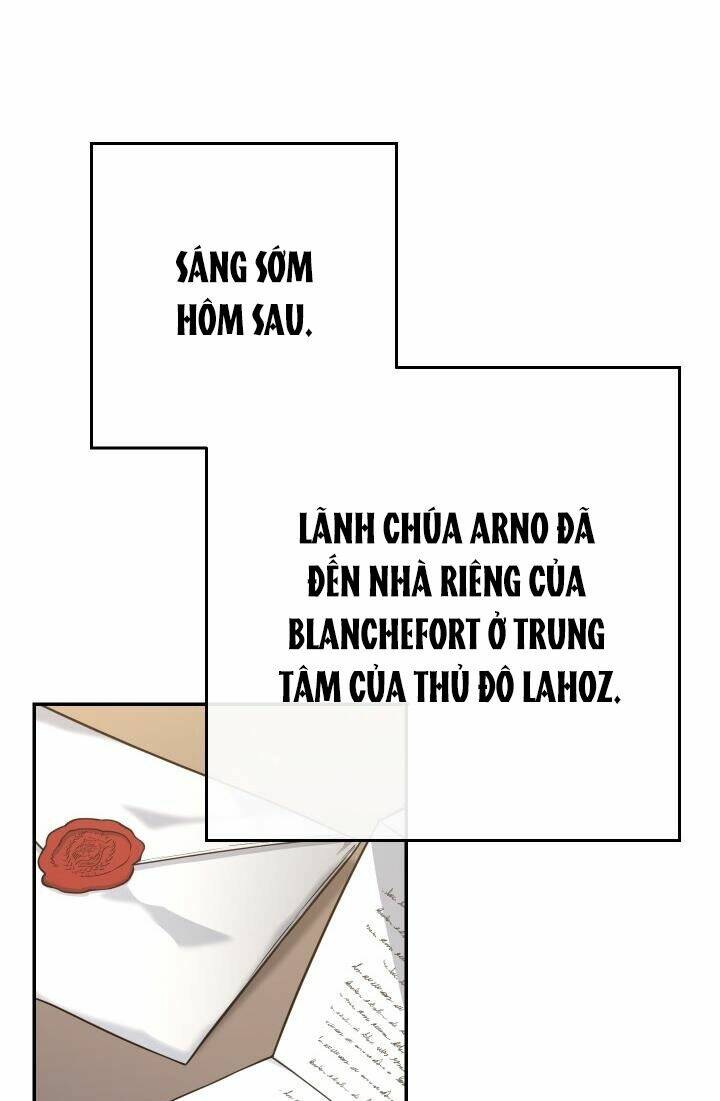 SÁNG SỚM
HÔM SAU.
LÃNH CHÚA ARNO ĐÃ
ĐẾN NHÀ RIÊNG CỦA
BLANCHEFORT Ở TRUNG
TÂM CỦA THỦ ĐÔ LAHOZ.